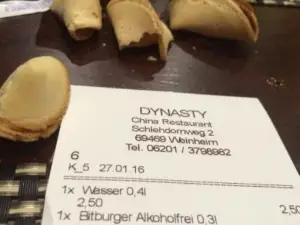 DYNASTY
China Restaurant
Schlehdornweg 2
69469 Weinheim
Tel. 06201 / 3798982
6
K_5 27.01.16
1x Wasser 0,4l
2,50 2,50
1x Bitburger Alkoholfrei 0,3l